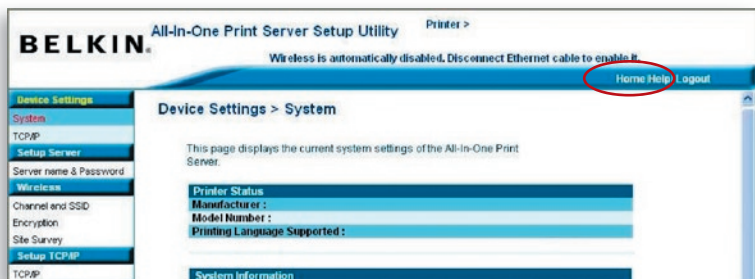 BELKIN.
All-In-One Print Server Setup Utility
Printer >
Wireless is automatically disabled. Disconnect Ethernet cable to enable it.
Home|Help|Logout
Device Settings
System
TCP/IP
Setup Server
Server name & Password
Wireless
Channel and SSID
Encryption
Site Survey
Setup TCP/IP
TCP/IP
Device Settings > System
This page displays the current system settings of the All-In-One Print
Server.
Printer Status
Manufacturer :
Model Number :
Printing Language Supported :
System Information